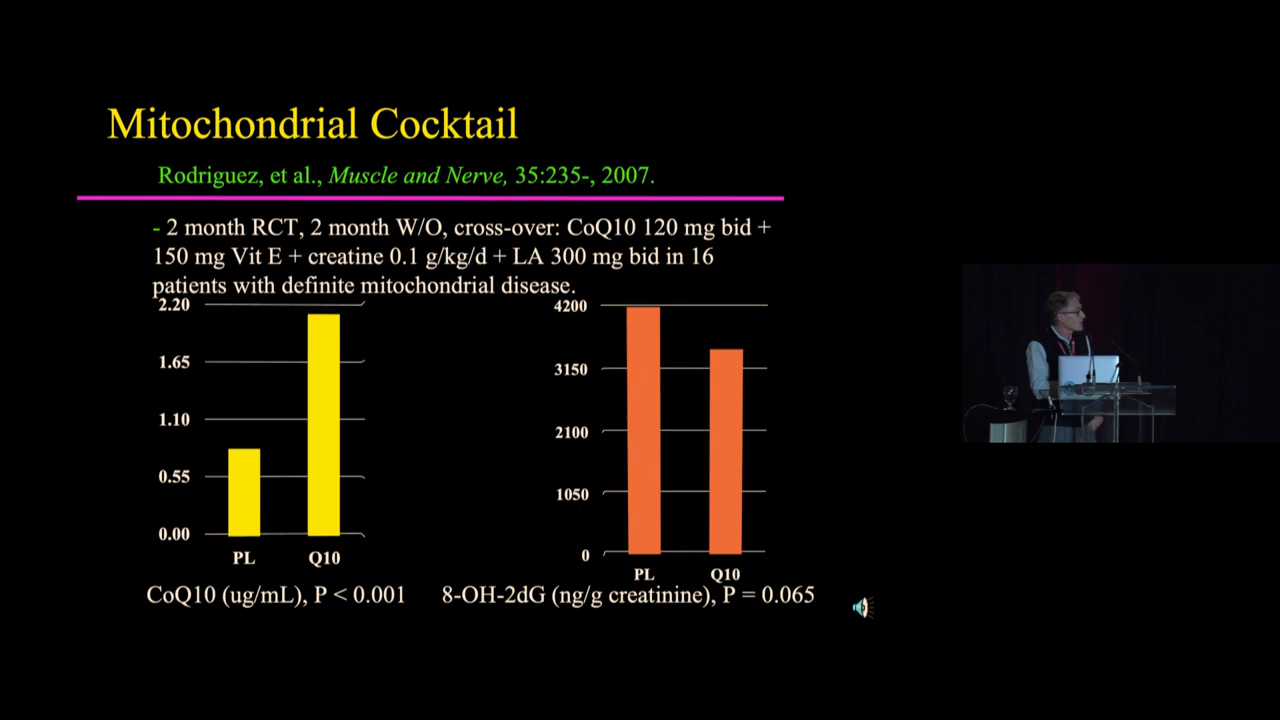 Mitochondrial Cocktail
Rodriguez, et al., Muscle and Nerve, 35:235-, 2007.
- 2 month RCT, 2 month W/O, cross-over: CoQ10 120 mg bid +
150 mg Vit E + creatine 0.1 g/kg/d + LA 300 mg bid in 16
patients with definite mitochondrial disease.
2.20
1.65
1.10
0.55
0.00
PL Q10
CoQ10 (ug/mL), P < 0.001
4200
3150
2100
1050
0
PL Q10
8-OH-2dG (ng/g creatinine), P = 0.065